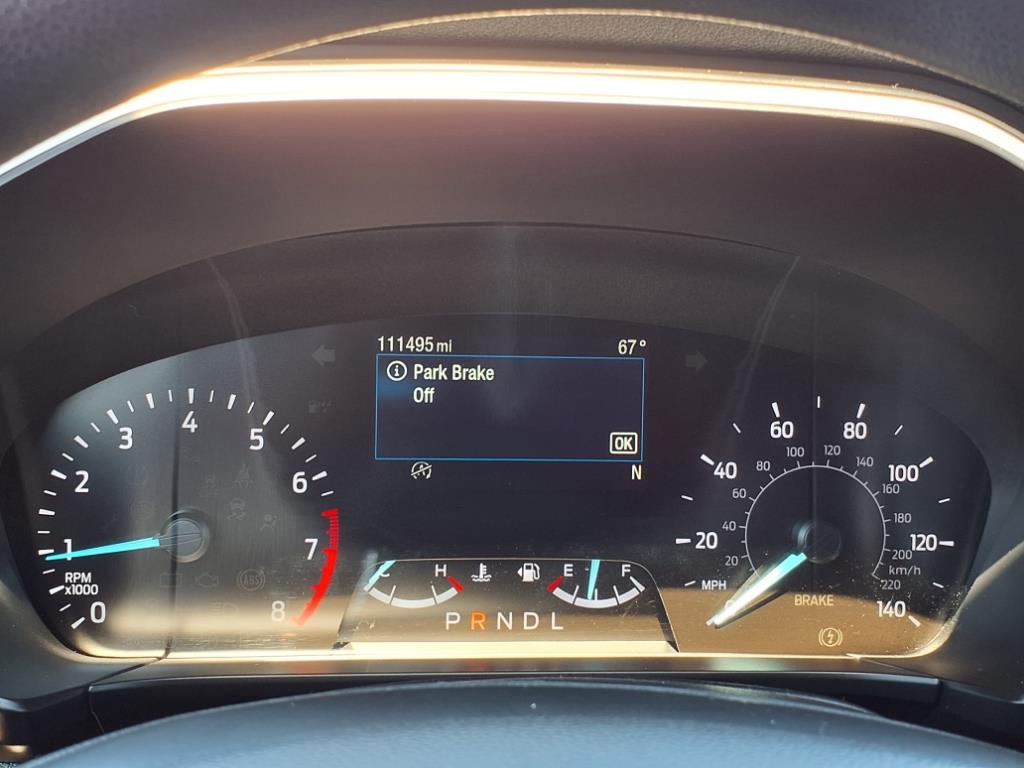 111495 mi 67°
Park Brake
Off
OK
N
0 1 2 3 4 5 6 7 8
RPM
x1000
C H E F
P R N D L
20 40 60 80 100 120 140
MPH
20 40 60 80 100 120 140 160 180 200 220
km/h
BRAKE
ABS